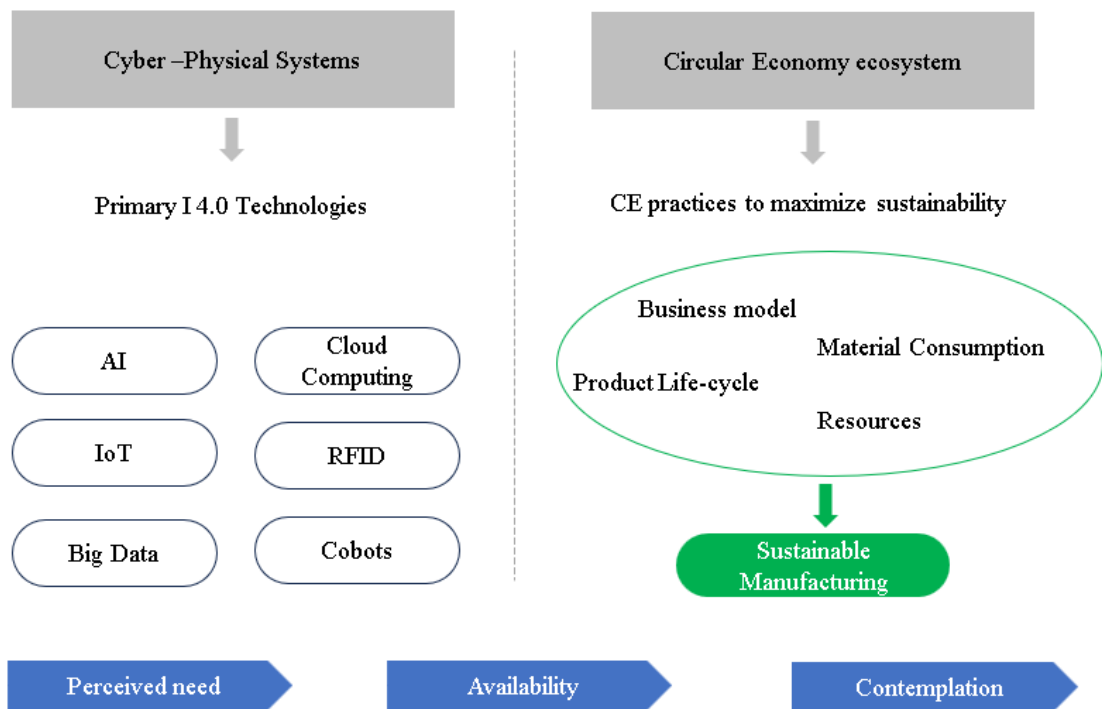 Cyber –Physical Systems
Circular Economy ecosystem
Primary I 4.0 Technologies
CE practices to maximize sustainability
AI
Cloud
Computing
IoT
RFID
Big Data
Cobots
Business model
Material Consumption
Product Life-cycle
Resources
Sustainable
Manufacturing
Perceived need
Availability
Contemplation